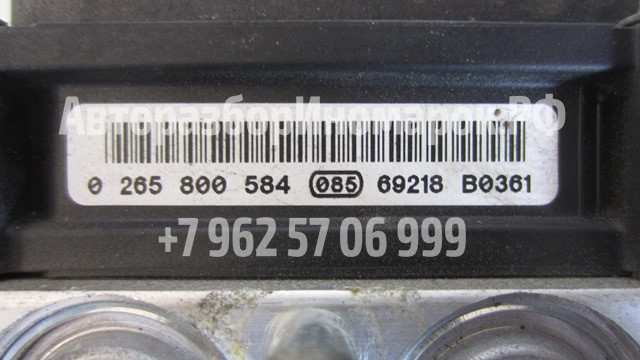 АвторазборИномарок.РФ
0 265 800 584 085 69218 B0361
+7 962 57 06 999